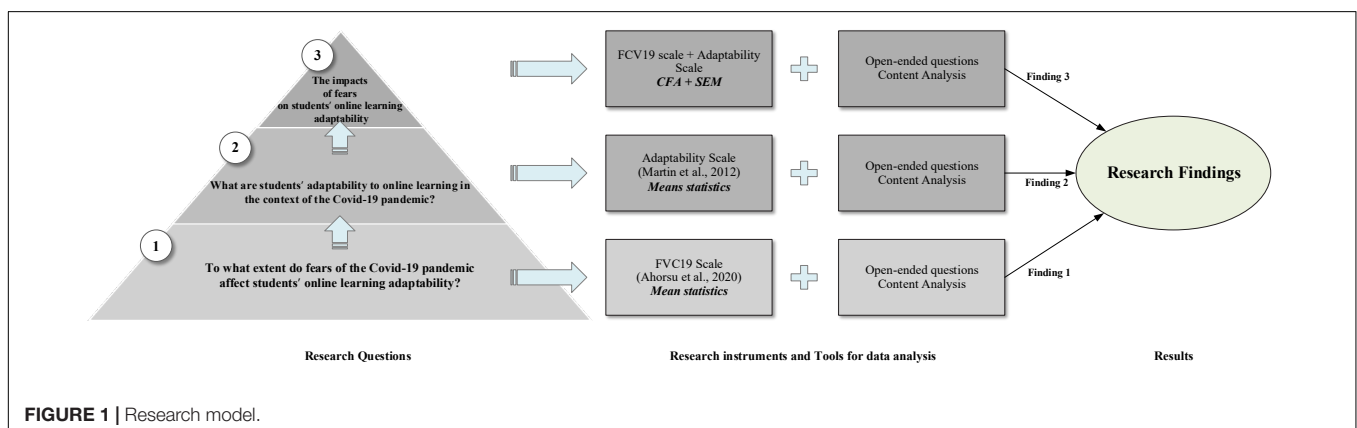 3
The impacts
of fears
on students' online learning
adaptability
FCV19 scale + Adaptability
Scale
CFA + SEM
Open-ended questions
Content Analysis
Finding 3
2
What are students' adaptability to online learning in
the context of the Covid-19 pandemic?
Adaptability Scale
(Martin et al., 2012)
Means statistics
Open-ended questions
Content Analysis
Finding 2
Research Findings
1
To what extent do fears of the Covid-19 pandemic
affect students' online learning adaptability?
FVC19 Scale
(Ahorsu et al., 2020)
Mean statistics
Open-ended questions
Content Analysis
Finding 1
Research Questions
Research instruments and Tools for data analysis
Results
FIGURE 1 | Research model.